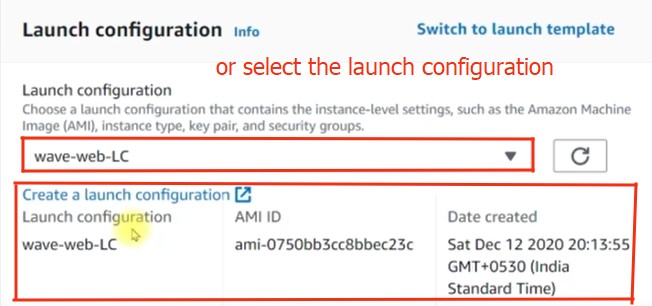 Launch configuration Info Switch to launch template
or select the launch configuration
Launch configuration
Choose a launch configuration that contains the instance-level settings, such as the Amazon Machine
Image (AMI), instance type, key pair, and security groups.
wave-web-LC
Create a launch configuration
Launch configuration AMI ID Date created
wave-web-LC ami-0750bb3cc8bbec23c Sat Dec 12 2020 20:13:55
GMT+0530 (India
Standard Time)